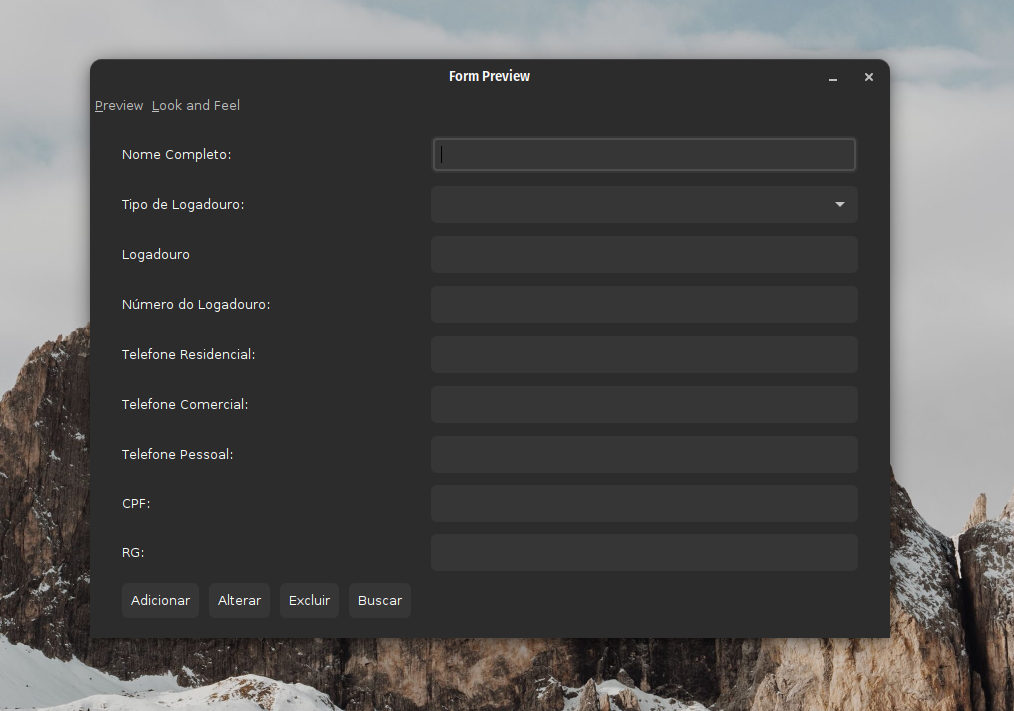 Form Preview
Preview Look and Feel
Nome Completo:
Tipo de Logadouro:
Logadouro
Número do Logadouro:
Telefone Residencial:
Telefone Comercial:
Telefone Pessoal:
CPF:
RG:
Adicionar Alterar Excluir Buscar